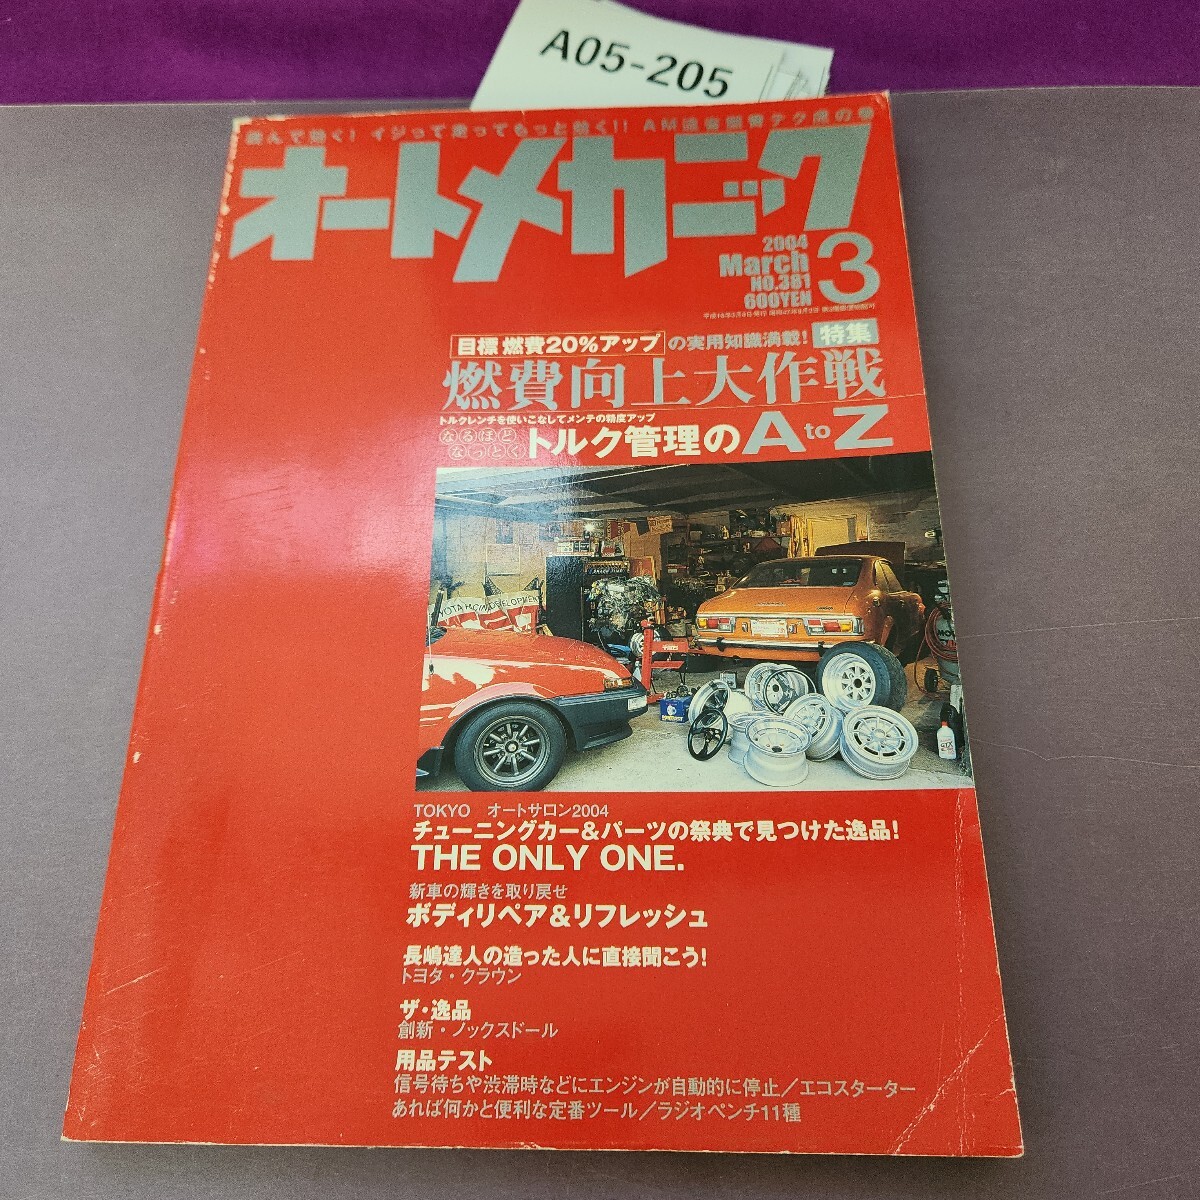 A05-205
読んで効く! イジって乗ってもっと効く!! AM
オートメカニック
2004
March
NO.381
600YEN
3
目標 燃費20%アップ の実用知識満載! 特集
燃費向上大作戦
トルクレンチを使いこなしてメンテの精度アップ
なるほど
なっとく
トルク管理のA to Z
TOKYO オートサロン2004
チューニングカー&パーツの祭典で見つけた逸品!
THE ONLY ONE.
新車の輝きを取り戻せ
ボディリペア&リフレッシュ
長嶋達人の造った人に直接聞こう!
トヨタ・クラウン
ザ・逸品
創新・ノックスドール
用品テスト
信号待ちや渋滞時などにエンジンが自動的に停止/エコスターター
あれば何かと便利な定番ツール/ラジオペンチ11種